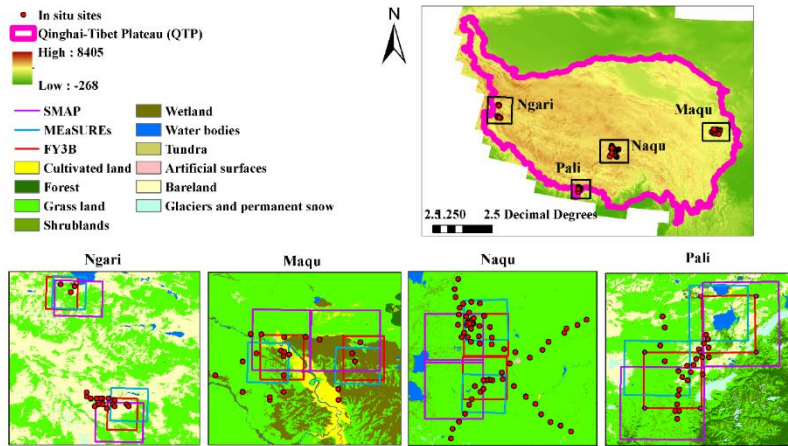 In situ sites
Qinghai-Tibet Plateau (QTP)
High : 8405
Low : -268
SMAP
MEaSUREs
FY3B
Cultivated land
Forest
Grass land
Shrublands
Wetland
Water bodies
Tundra
Artificial surfaces
Bareland
Glaciers and permanent snow
N
Ngari
Maqu
Naqu
Pali
2.51.250 2.5 Decimal Degrees
Ngari
Maqu
Naqu
Pali